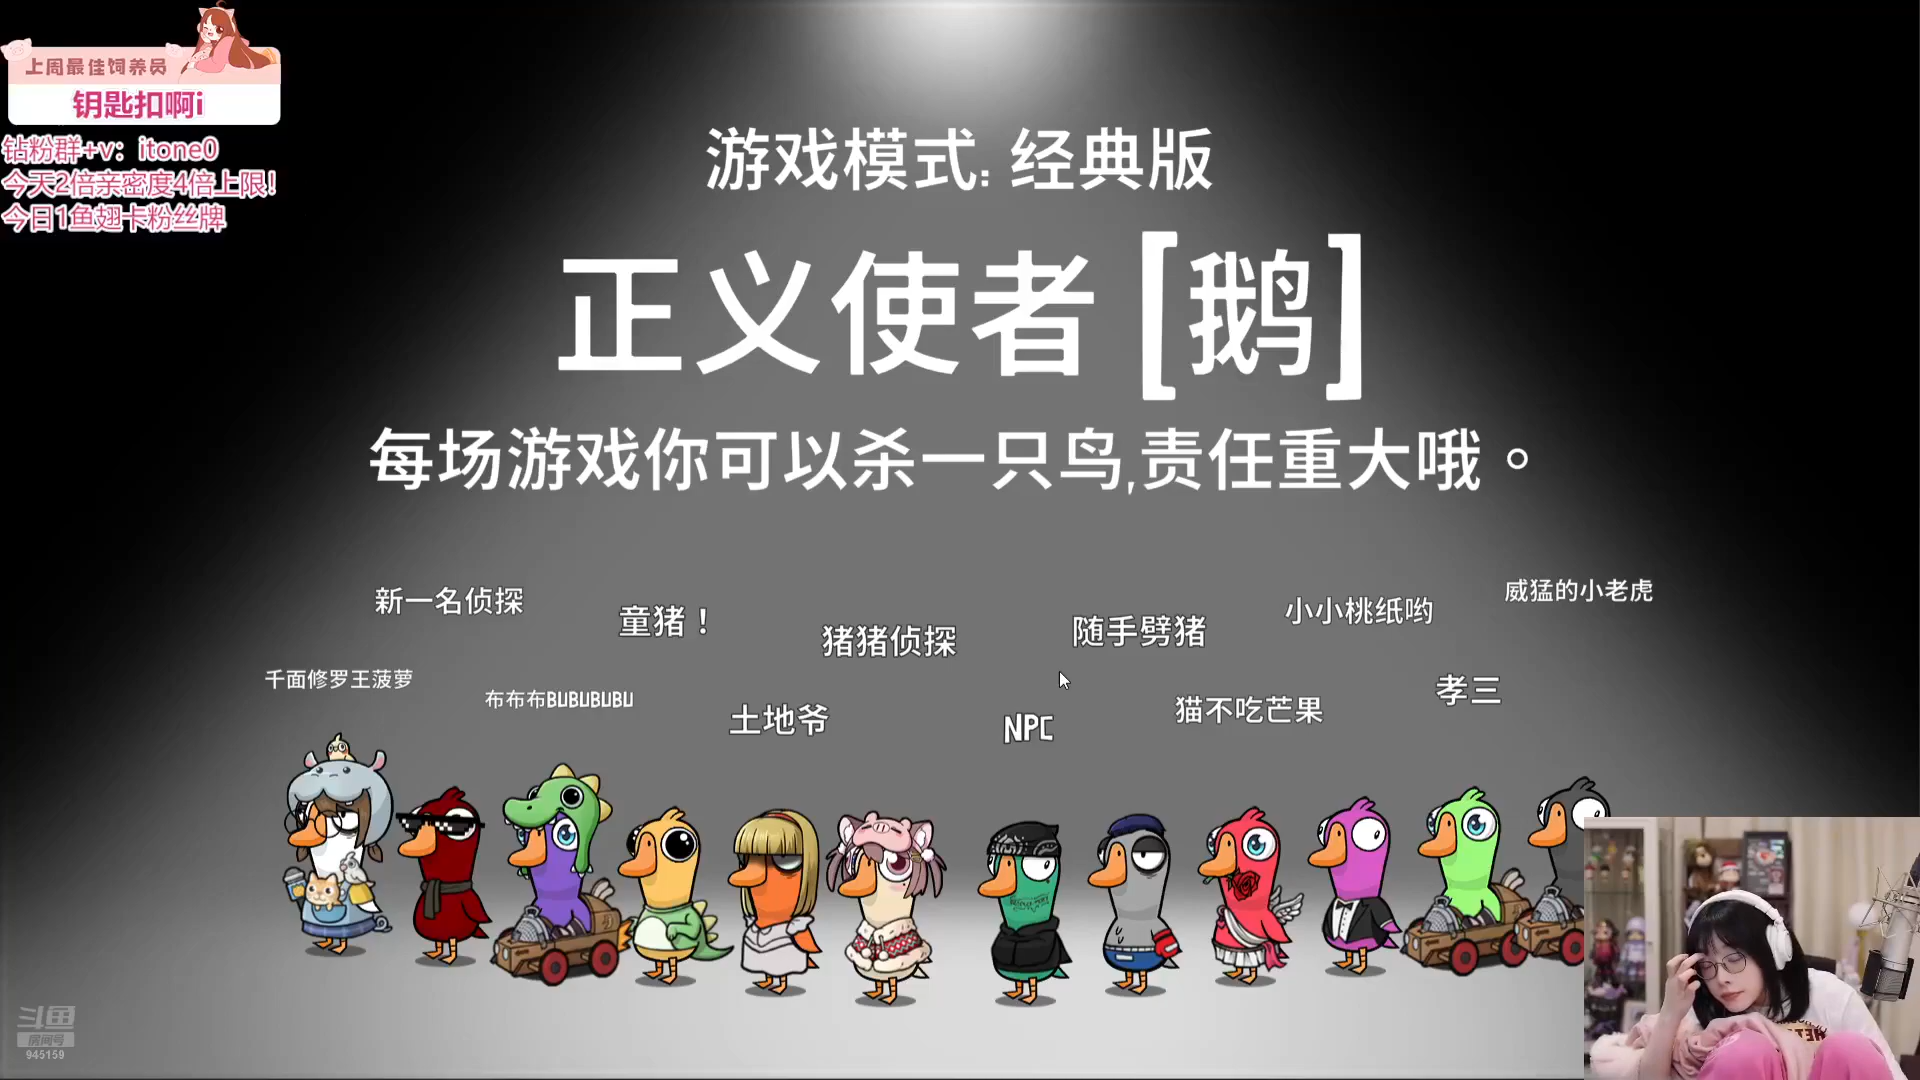 上周最佳饲养员
钥匙扣啊i
钻粉群+v：itone0
今天2倍亲密度4倍上限！
今日1鱼翅卡粉丝牌
游戏模式: 经典版
正义使者 [鹅]
每场游戏你可以杀一只鸟,责任重大哦。
新一名侦探
童猪！
猪猪侦探
随手劈猪
小小桃纸哟
威猛的小老虎
千面修罗王菠萝
布布布BUBUBUBU
土地爷
NPC
猫不吃芒果
孝三
斗鱼
房间号
945159